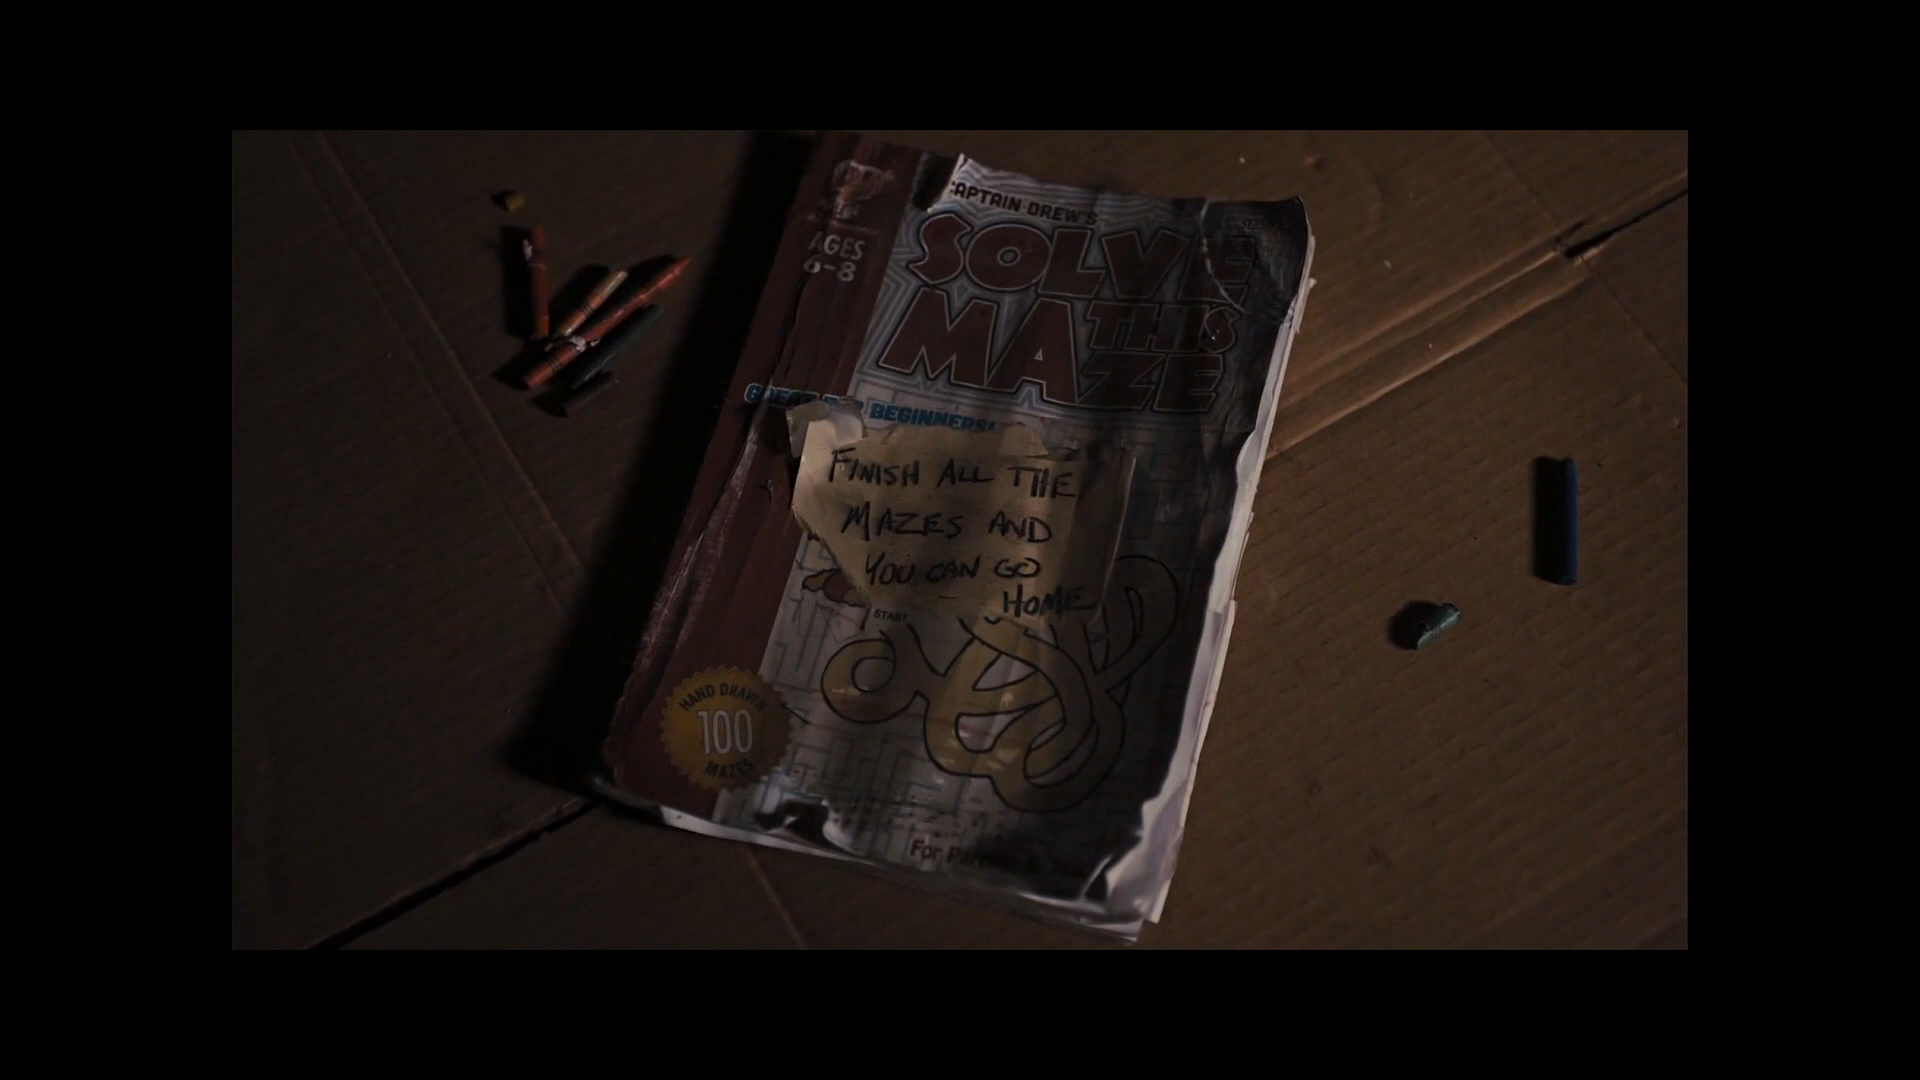 CAPTAIN DREW'S
SOLVE
THIS
MAZE
AGES
6-8
BEGINNERS!
FINISH ALL THE
MAZES AND
YOU CAN GO
HOME
START
HAND DRAWN
100
MAZES
For